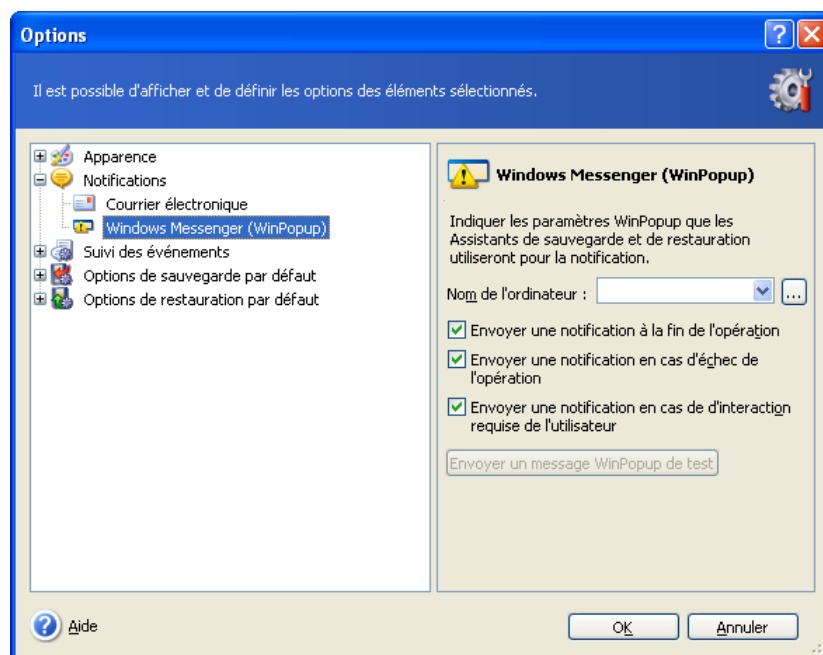 Options
Il est possible d'afficher et de définir les options des éléments sélectionnés.
Apparence
Notifications
Courrier électronique
Windows Messenger (WinPopup)
Suivi des événements
Options de sauvegarde par défaut
Options de restauration par défaut
Windows Messenger (WinPopup)
Indiquer les paramètres WinPopup que les
Assistants de sauvegarde et de restauration
utiliseront pour la notification.
Nom de l'ordinateur :
...
Envoyer une notification à la fin de l'opération
Envoyer une notification en cas d'échec de
l'opération
Envoyer une notification en cas de d'interaction
requise de l'utilisateur
Envoyer un message WinPopup de test
Aide
OK
Annuler